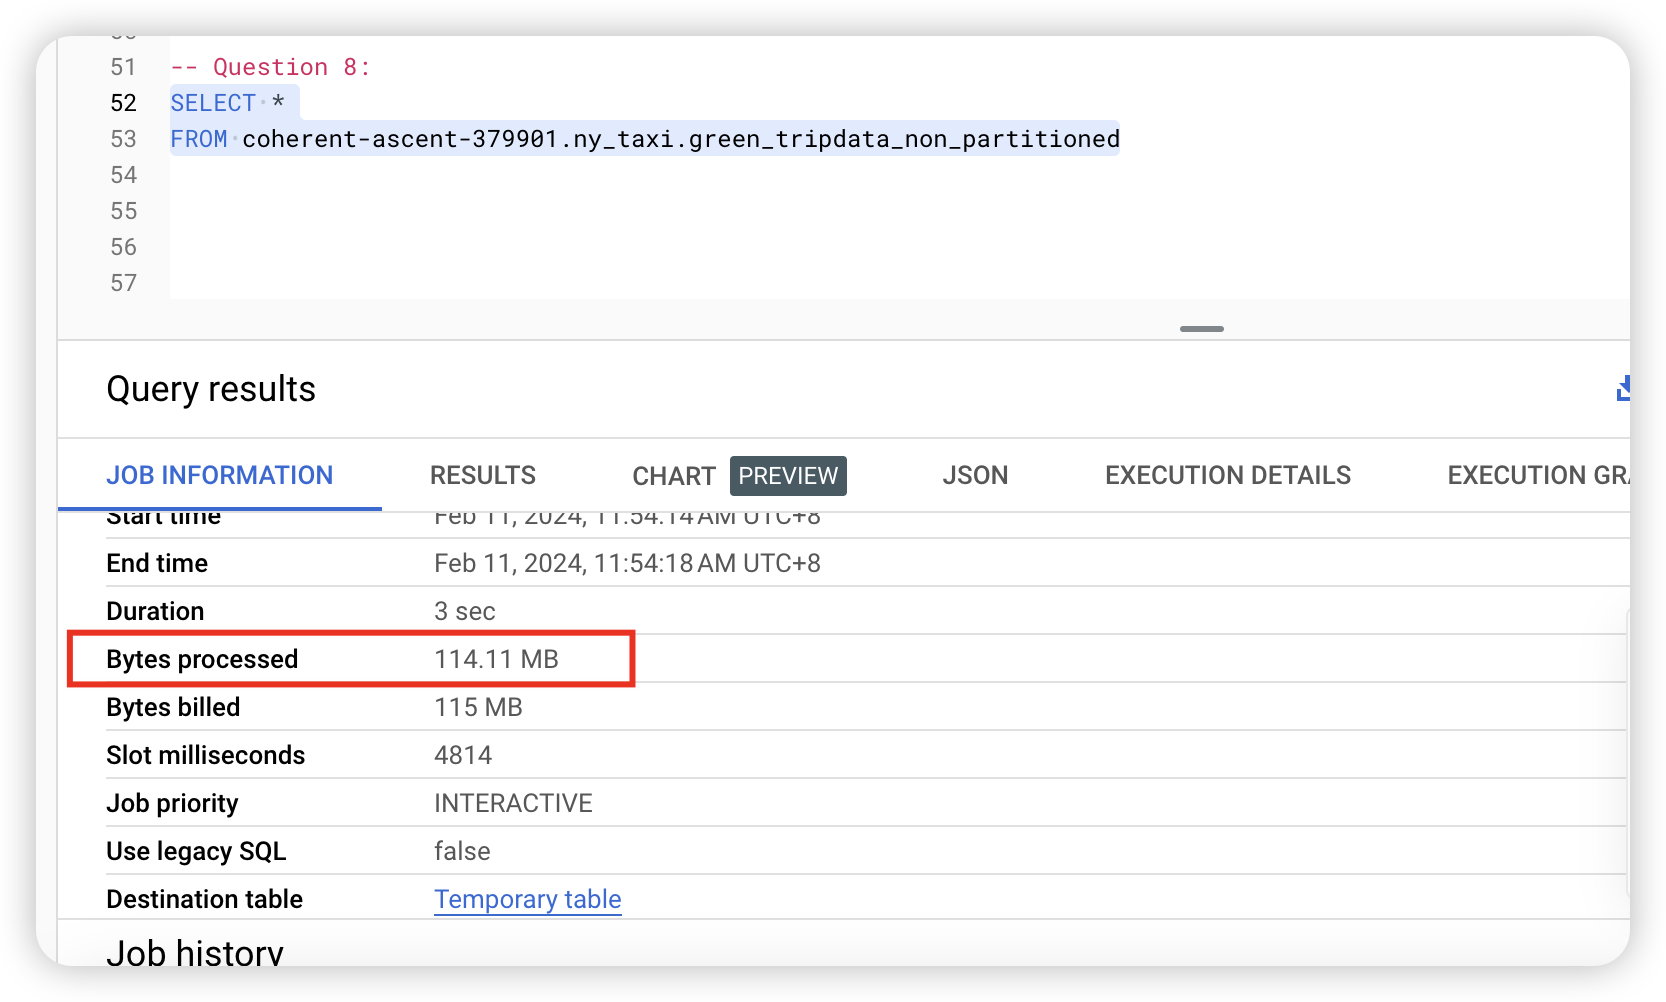 51 -- Question 8:
52 SELECT *
53 FROM coherent-ascent-379901.ny_taxi.green_tripdata_non_partitioned
54
55
56
57
Query results
JOB INFORMATION RESULTS CHART PREVIEW JSON EXECUTION DETAILS EXECUTION GRA
Start time Feb 11, 2024, 11:54:14 AM UTC+8
End time Feb 11, 2024, 11:54:18 AM UTC+8
Duration 3 sec
Bytes processed 114.11 MB
Bytes billed 115 MB
Slot milliseconds 4814
Job priority INTERACTIVE
Use legacy SQL false
Destination table Temporary table
Job history